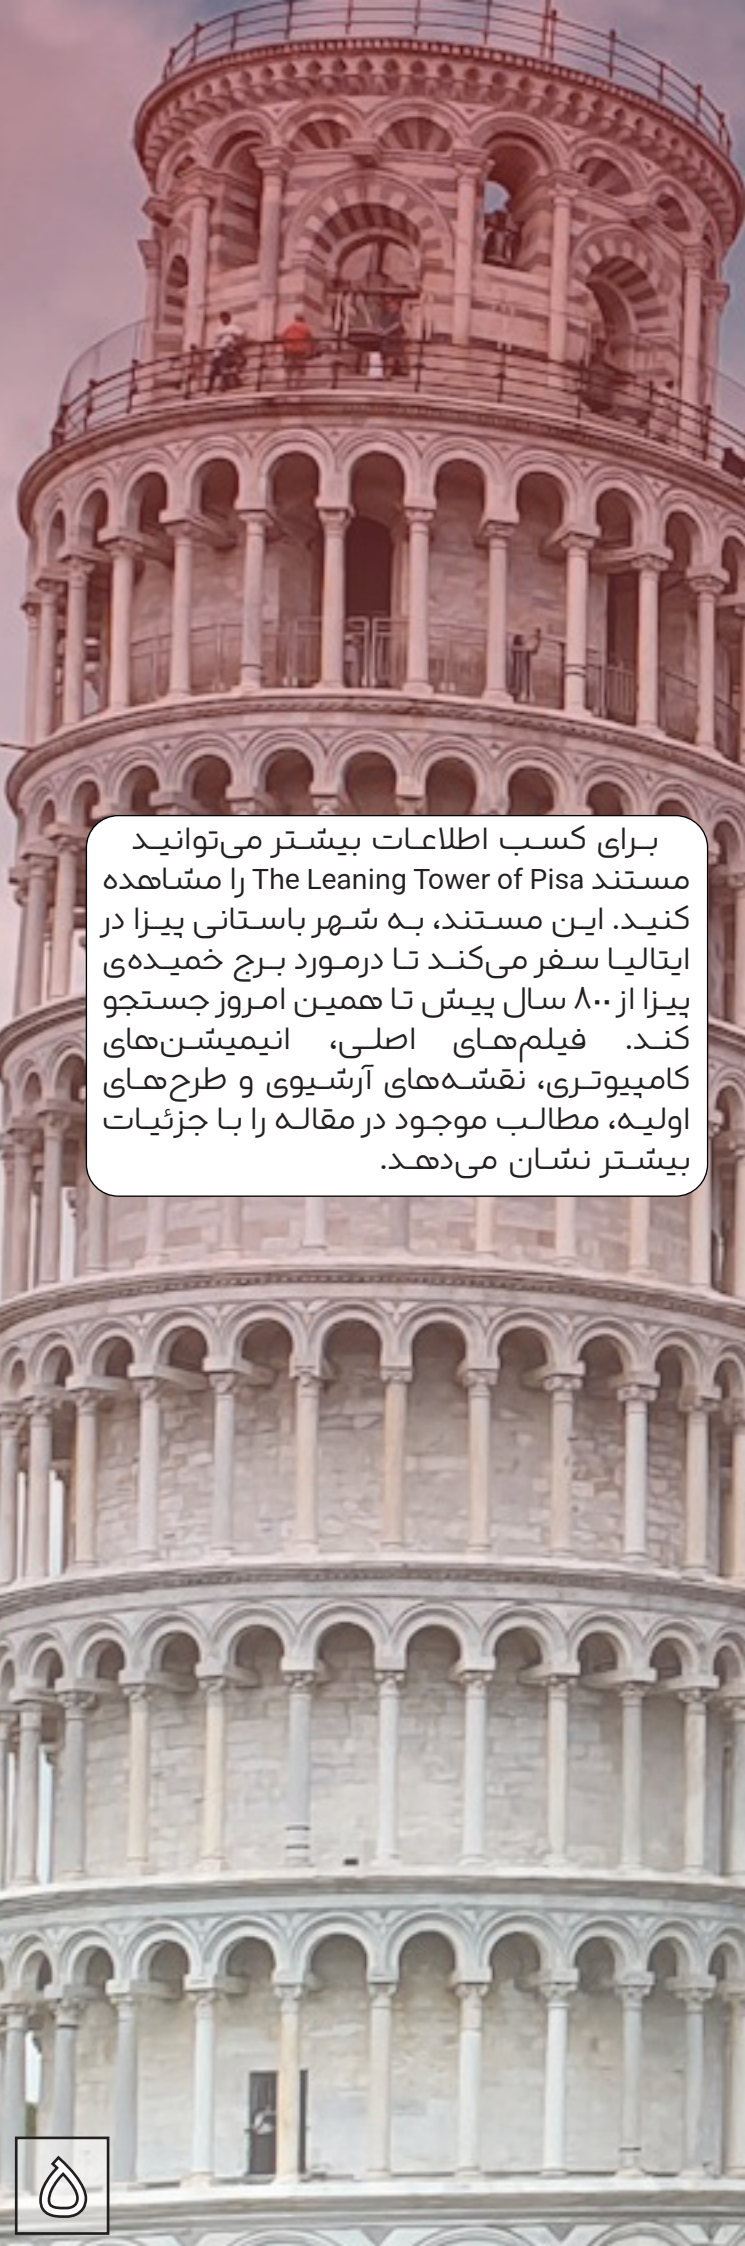 برای کسب اطلاعات بیشتر می‌توانید
مستند The Leaning Tower of Pisa را مشاهده
کنید. این مستند، به شهر باستانی پیزا در
ایتالیا سفر می‌کند تا درمورد برج خمیده‌ی
پیزا از ۸۰۰ سال پیش تا همین امروز جستجو
کند. فیلم‌های اصلی، انیمیشن‌های
کامپیوتری، نقشه‌های آرشیوی و طرح‌های
اولیه، مطالب موجود در مقاله را با جزئیات
بیشتر نشان می‌دهد.